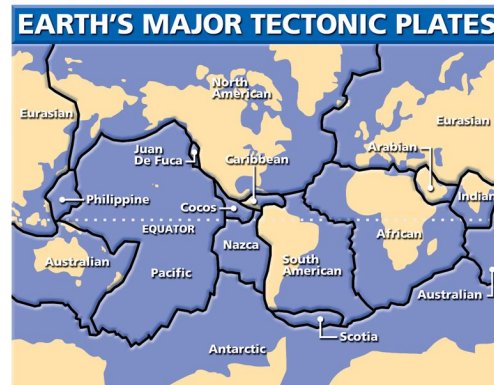 EARTH'S MAJOR TECTONIC PLATES
North
American
Eurasian
Eurasian
Juan
De Fuca
Caribbean
Arabian
Philippine
Cocos
Indian
EQUATOR
African
Nazca
Australian
Pacific
South
American
Australian
Scotia
Antarctic